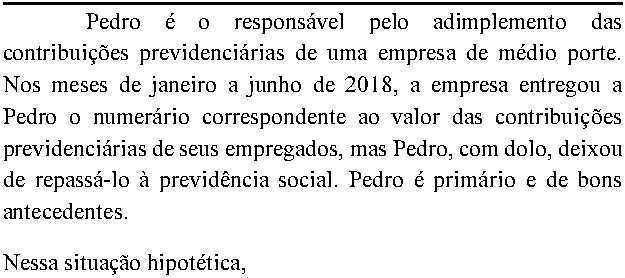 Pedro é o responsável pelo adimplemento das
contribuições previdenciárias de uma empresa de médio porte.
Nos meses de janeiro a junho de 2018, a empresa entregou a
Pedro o numerário correspondente ao valor das contribuições
previdenciárias de seus empregados, mas Pedro, com dolo, deixou
de repassá-lo à previdência social. Pedro é primário e de bons
antecedentes.
Nessa situação hipotética,